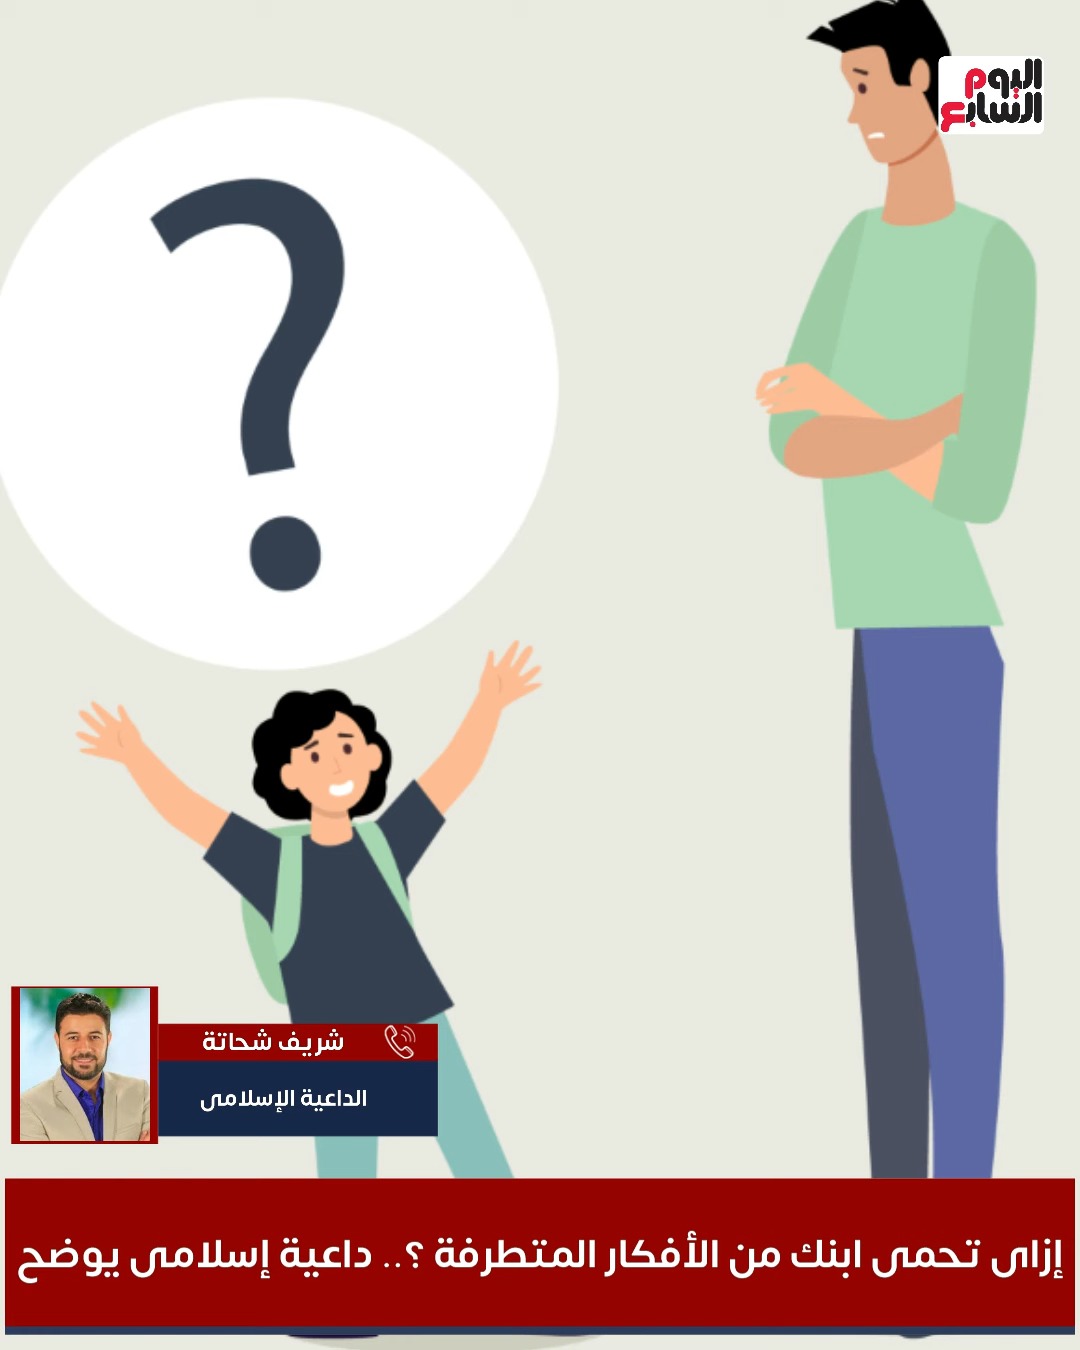 اليوم
السابع
شريف شحاتة
الداعية الإسلامى
إزاى تحمى ابنك من الأفكار المتطرفة ؟.. داعية إسلامى يوضح